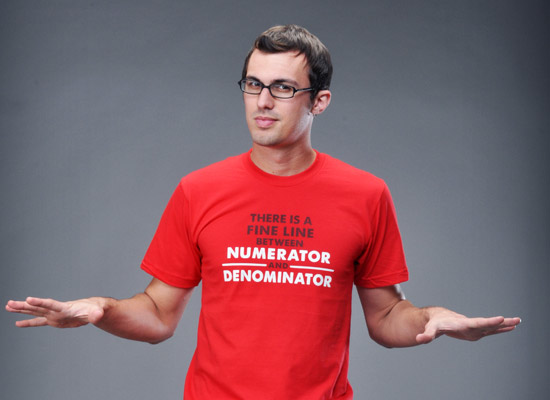 THERE IS A
FINE LINE
BETWEEN
NUMERATOR
AND
DENOMINATOR